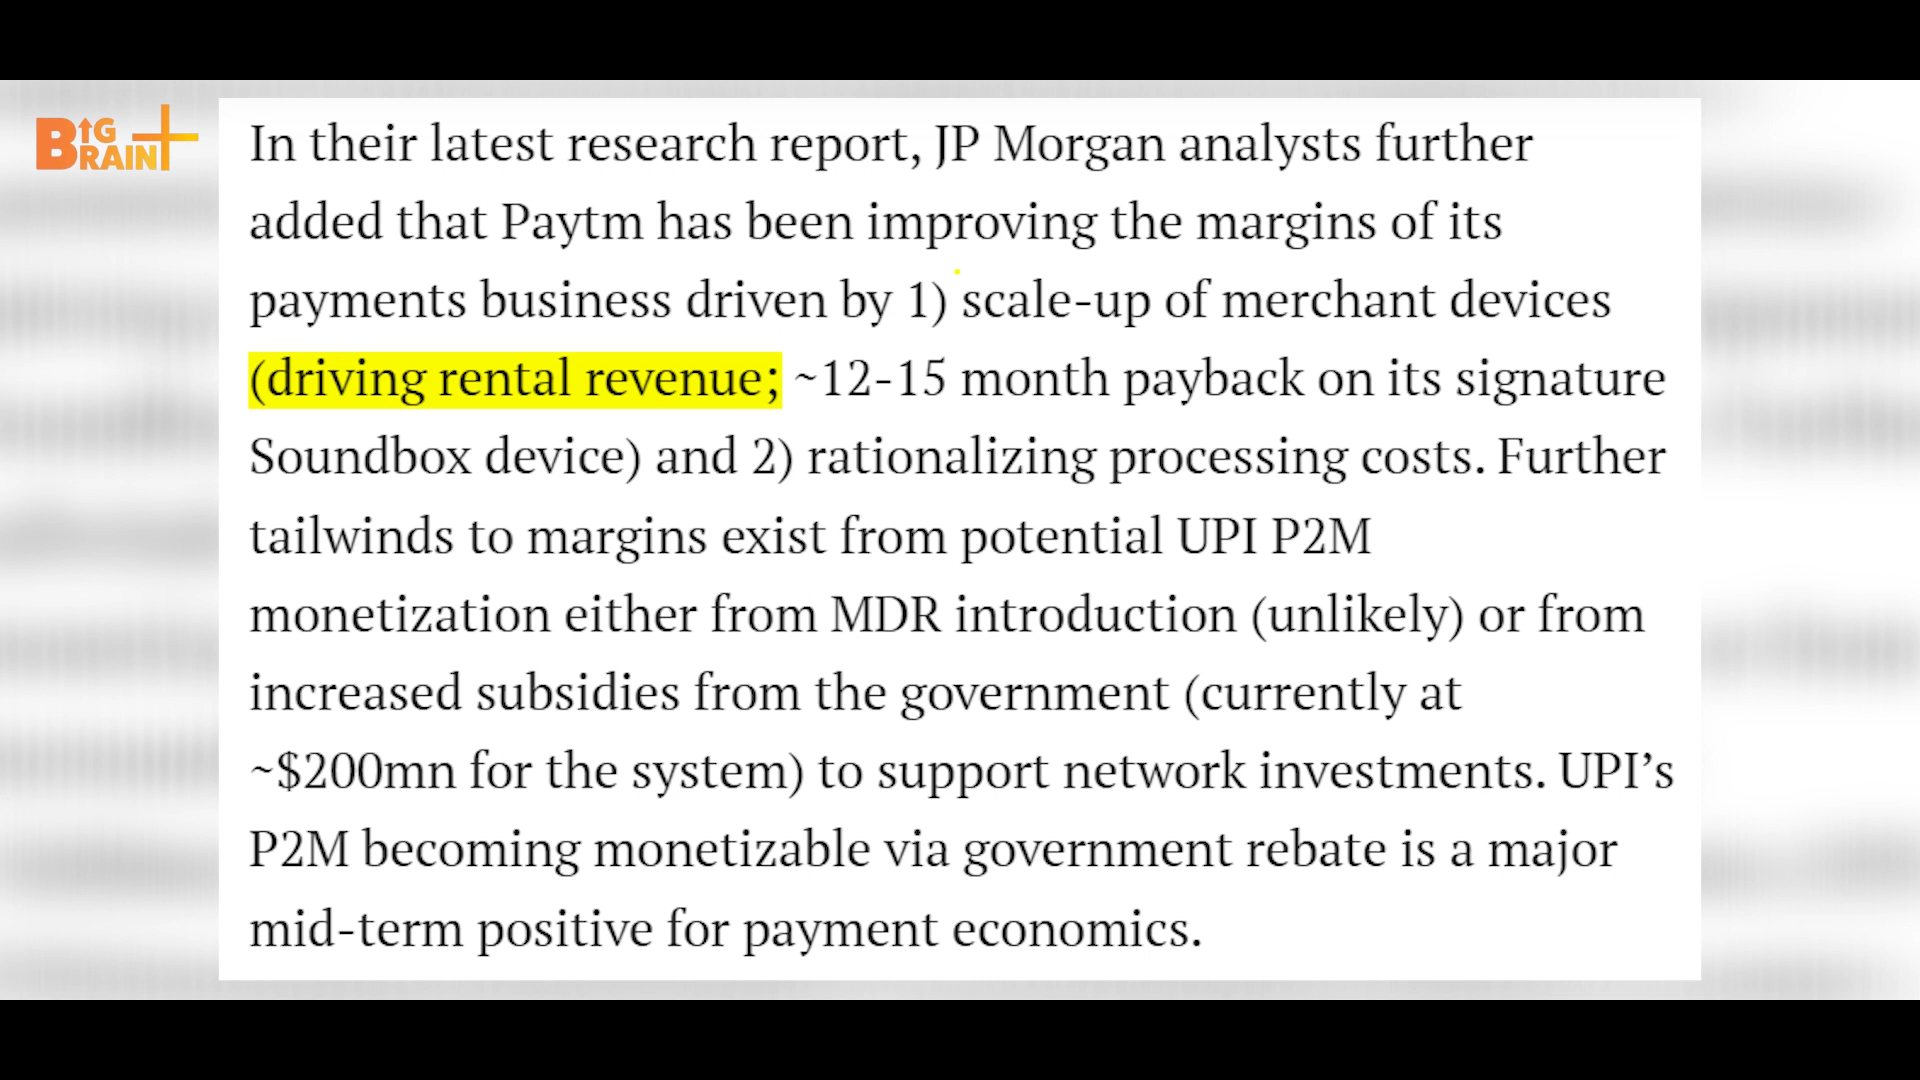 BIG
BRAIN+
In their latest research report, JP Morgan analysts further
added that Paytm has been improving the margins of its
payments business driven by 1) scale-up of merchant devices
(driving rental revenue; ~12-15 month payback on its signature
Soundbox device) and 2) rationalizing processing costs. Further
tailwinds to margins exist from potential UPI P2M
monetization either from MDR introduction (unlikely) or from
increased subsidies from the government (currently at
~$200mn for the system) to support network investments. UPI’s
P2M becoming monetizable via government rebate is a major
mid-term positive for payment economics.